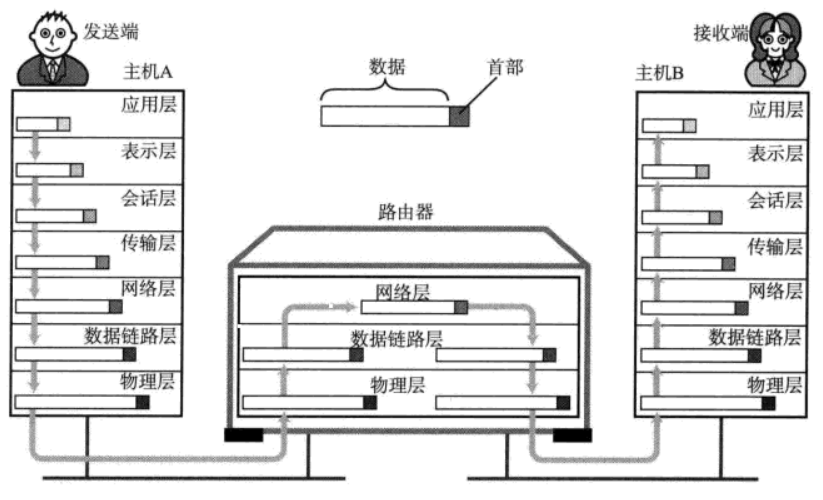 发送端
接收端
主机A
数据
首部
主机B
应用层
表示层
会话层
传输层
网络层
数据链路层
物理层
路由器
网络层
数据链路层
物理层
应用层
表示层
会话层
传输层
网络层
数据链路层
物理层